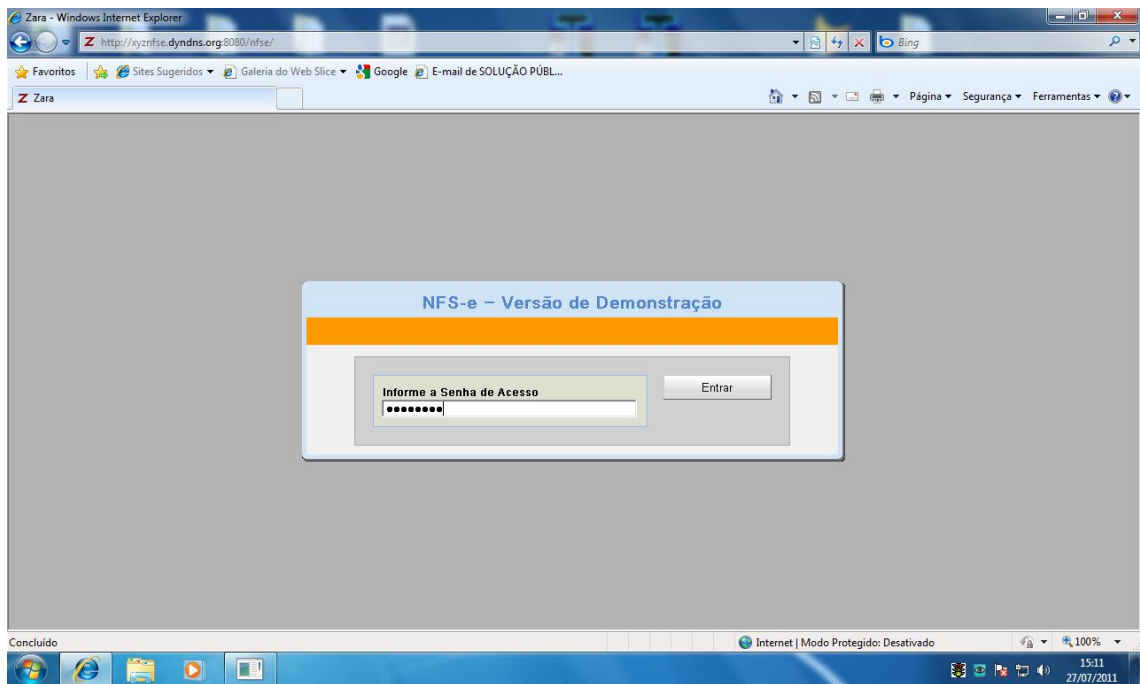 Zara - Windows Internet Explorer
http://xyznfse.dyndns.org:8080/nfse/
Bing
Favoritos Sites Sugeridos Galeria do Web Slice Google E-mail de SOLUÇÃO PÚBL...
Zara Página Segurança Ferramentas
NFS-e – Versão de Demonstração
Informe a Senha de Acesso
Entrar
••••••••
Concluído Internet | Modo Protegido: Desativado 100%
15:11
27/07/2011